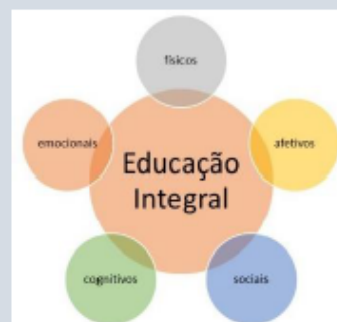 físicos
emocionais
afetivos
Educação
Integral
cognitivos
sociais